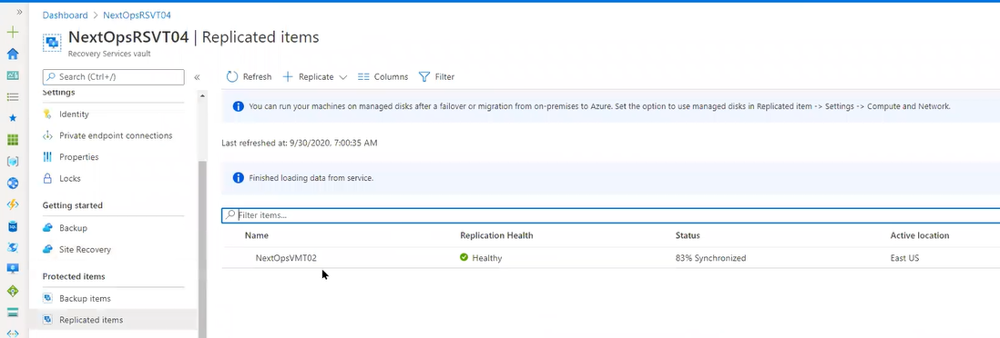 Dashboard > NextOpsRSVT04
NextOpsRSVT04 | Replicated items
Recovery Services vault
Search (Ctrl+/)
Settings
Identity
Private endpoint connections
Properties
Locks
Getting started
Backup
Site Recovery
Protected items
Backup items
Replicated items
Refresh Replicate Columns Filter
You can run your machines on managed disks after a failover or migration from on-premises to Azure. Set the option to use managed disks in Replicated item -> Settings -> Compute and Network.
Last refreshed at: 9/30/2020, 7:00:35 AM
Finished loading data from service.
Filter items...
Name Replication Health Status Active location
NextOpsVMT02 Healthy 83% Synchronized East US